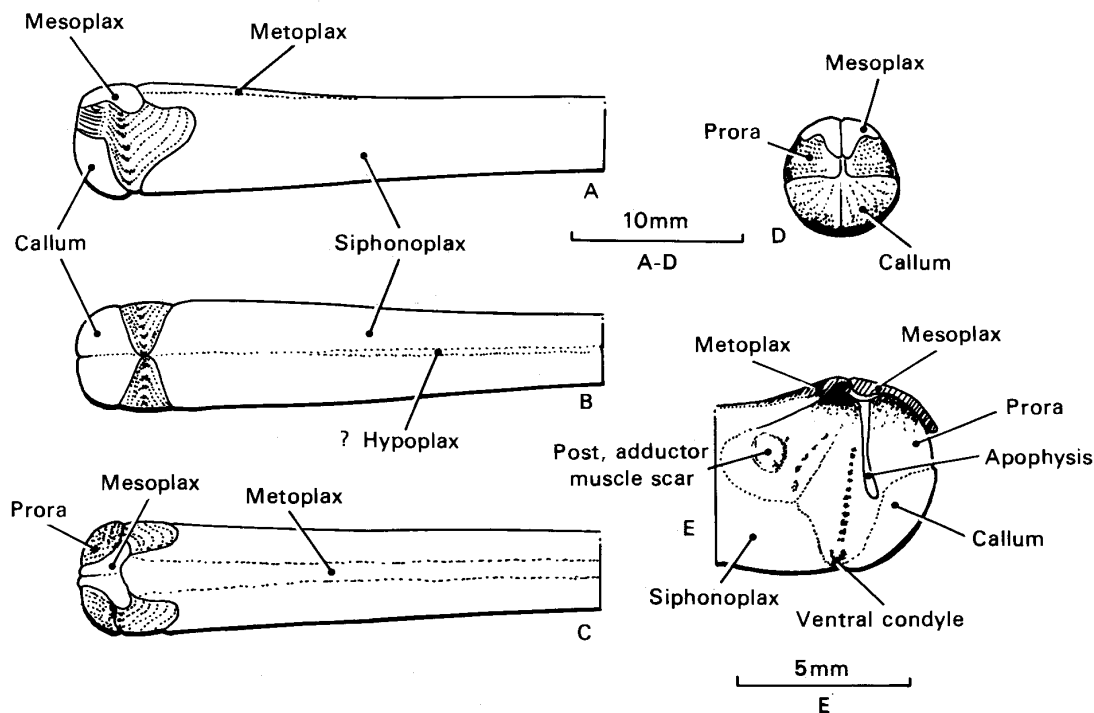 Mesoplax
Metoplax
A
Callum
Siphonoplax
10mm
A-D
Mesoplax
Prora
D
Callum
B
? Hypoplax
Mesoplax
Prora
Metoplax
C
Metoplax
Mesoplax
Prora
Post, adductor
muscle scar
Apophysis
E
Callum
Siphonoplax
Ventral condyle
5mm
E